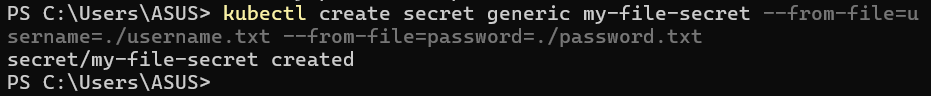 PS C:\Users\ASUS> kubectl create secret generic my-file-secret --from-file=u
sername=./username.txt --from-file=password=./password.txt
secret/my-file-secret created
PS C:\Users\ASUS>